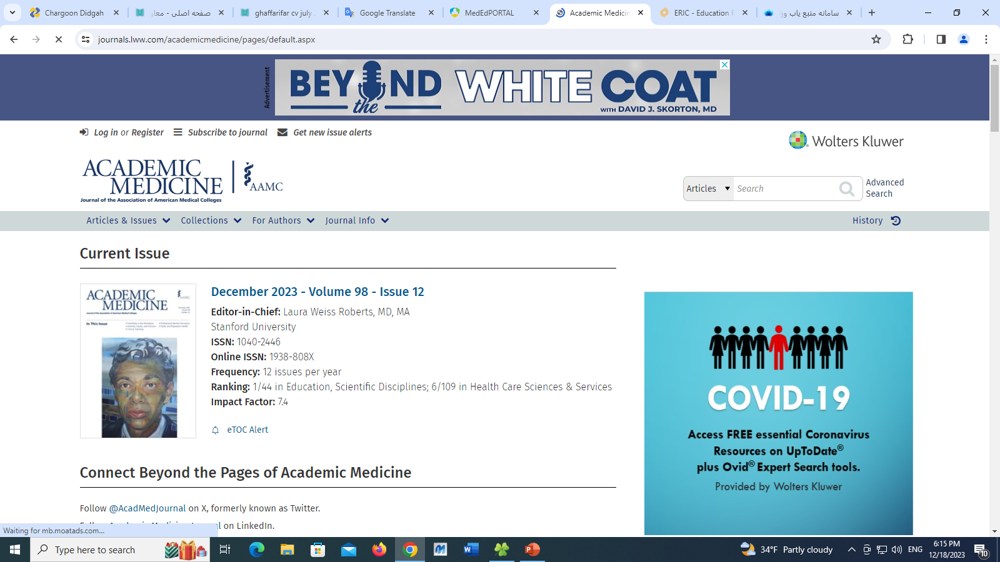 Chargoon Didgah
صفحه اصلی - معاو
ghaffarifar cv july
Google Translate
MedEdPORTAL
Academic Medicin
ERIC - Education
سامانه منبع یاب وزا
journals.lww.com/academicmedicine/pages/default.aspx
Advertisement
BEYOND the WHITE COAT
WITH DAVID J. SKORTON, MD
Log in or Register
Subscribe to journal
Get new issue alerts
Wolters Kluwer
ACADEMIC
MEDICINE
AAMC
Journal of the Association of American Medical Colleges
Articles
Search
Advanced
Search
Articles & Issues
Collections
For Authors
Journal Info
History
Current Issue
ACADEMIC
MEDICINE
AAMC
In This Issue
December 2023 - Volume 98 - Issue 12
Editor-in-Chief: Laura Weiss Roberts, MD, MA
Stanford University
ISSN: 1040-2446
Online ISSN: 1938-808X
Frequency: 12 issues per year
Ranking: 1/44 in Education, Scientific Disciplines; 6/109 in Health Care Sciences & Services
Impact Factor: 7.4
eTOC Alert
COVID-19
Access FREE essential Coronavirus
Resources on UpToDate®
plus Ovid® Expert Search tools.
Provided by Wolters Kluwer
Connect Beyond the Pages of Academic Medicine
Follow @AcadMedJournal on X, formerly known as Twitter.
on LinkedIn.
Waiting for mb.moatads.com...
Type here to search
34°F Partly cloudy
ENG
6:15 PM
12/18/2023
10